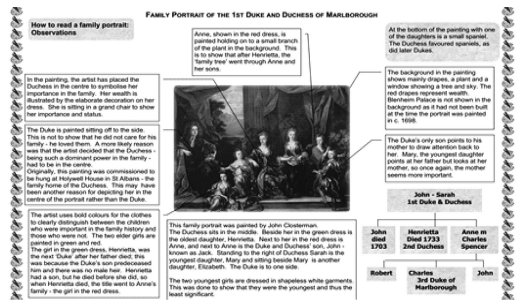 FAMILY PORTRAIT OF THE 1ST DUKE AND DUCHESS OF MARLBOROUGH
How to read a family portrait:
Observations
Anne, shown in the red dress, is
painted holding on to a small branch
of the plant in the background. This
is to show that after Henrietta, the
'family tree' went through Anne and
her sons.
At the bottom of the painting with one
of the daughters is a small spaniel.
The Duchess favoured spaniels, as
did later Dukes.
In the painting, the artist has placed the
Duchess in the centre to symbolise her
importance in the family. Her wealth is
illustrated by the elaborate decoration on her
dress. She is sitting in a grand chair to show
her importance and status.
The background in the painting
shows mainly drapes, a plant and a
window showing a tree and sky. The
red drapes represent wealth.
Blenheim Palace is not shown in the
background as it had not been built
at the time the portrait was painted
in c. 1698.
The Duke is painted sitting off to the side.
This is not to show that he did not care for his
family - he loved them. A more likely reason
was that the artist decided that the Duchess -
being such a dominant power in the family -
had to be in the centre.
Originally, this painting was commissioned to
be hung at Holywell House in St Albans - the
family home of the Duchess. This may have
been another reason for depicting her in the
centre of the portrait rather than the Duke.
The Duke's only son points to his
mother to draw attention back to
her. Mary, the youngest daughter
points at her father but looks at her
mother, so once again, the mother
seems more important.
The artist uses bold colours for the clothes
to clearly distinguish between the children
who were important in the family history and
those who were not. The two elder girls are
painted in green and red.
The girl in the green dress, Henrietta, was
the next 'Duke' after her father died; this
was because the Duke's son predeceased
him and there was no male heir. Henrietta
had a son, but he died before she did, so
when Henrietta died, the title went to Anne's
family - the girl in the red dress.
This family portrait was painted by John Closterman.
The Duchess sits in the middle. Beside her in the green dress
is the oldest daughter, Henrietta. Next to her in the red dress is
Anne, and next to Anne is the Duke and Duchess' son, John -
known as Jack. Standing to the right of Duchess Sarah is the
youngest daughter, Mary and sitting beside Mary is another
daughter, Elizabeth. The Duke is to one side.
The two youngest girls are dressed in shapeless white garments.
This was done to show that they were the youngest and thus the
least significant.
John - Sarah
1st Duke & Duchess
John
died
1703
Henrietta
Died 1733
2nd Duchess
Anne m
Charles
Spencer
Robert
Charles
3rd Duke of
Marlborough
John